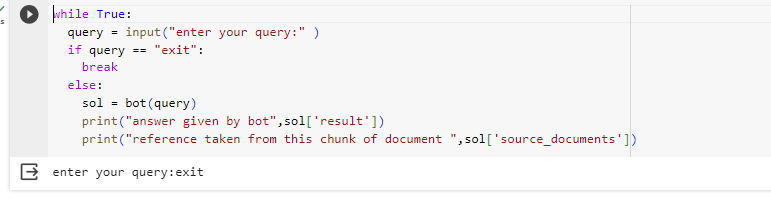 s
while True:
  query = input("enter your query:" )
  if query == "exit":
    break
  else:
    sol = bot(query)
    print("answer given by bot",sol['result'])
    print("reference taken from this chunk of document ",sol['source_documents'])
enter your query:exit